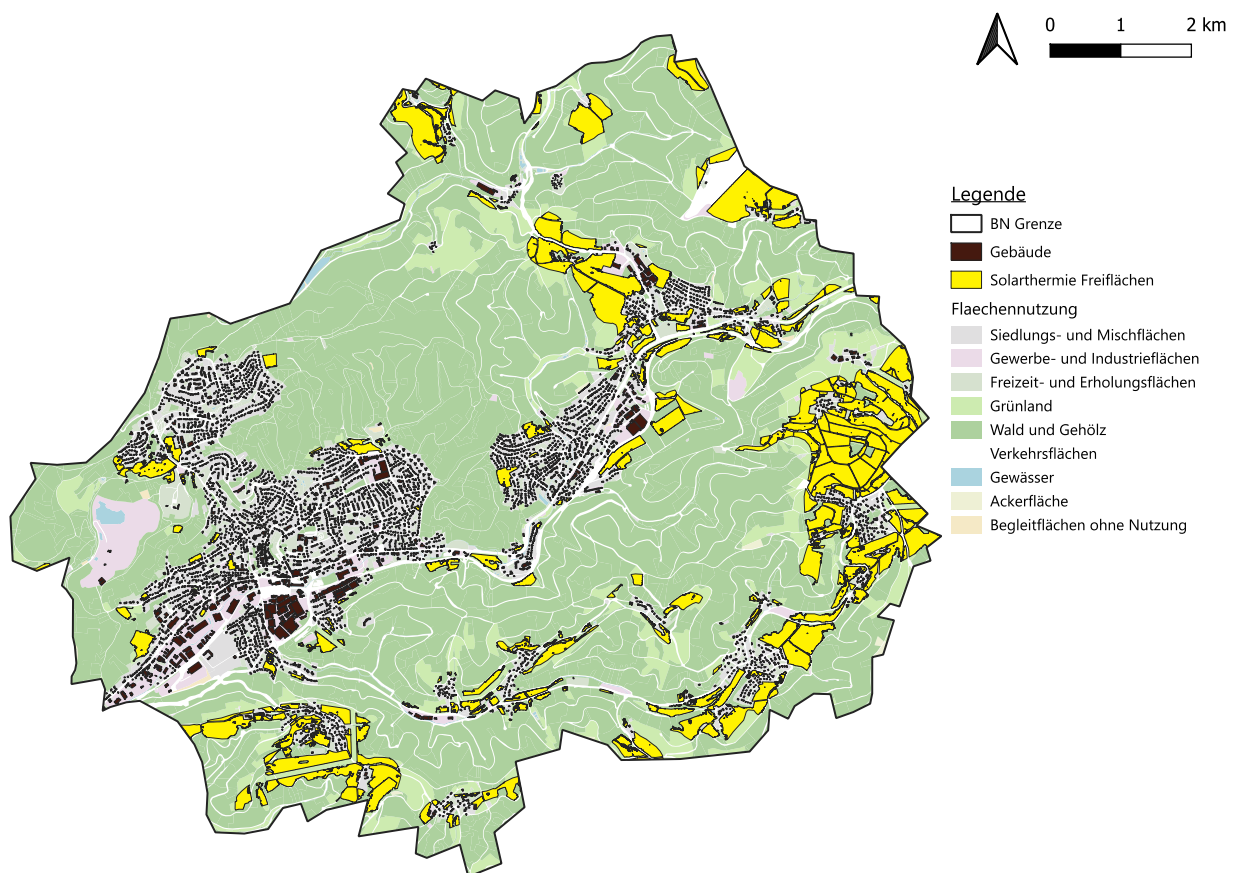 0 1 2 km
Legende
BN Grenze
Gebäude
Solarthermie Freiflächen
Flaechennutzung
Siedlungs- und Mischflächen
Gewerbe- und Industrieflächen
Freizeit- und Erholungsflächen
Grünland
Wald und Gehölz
Verkehrsflächen
Gewässer
Ackerfläche
Begleitflächen ohne Nutzung